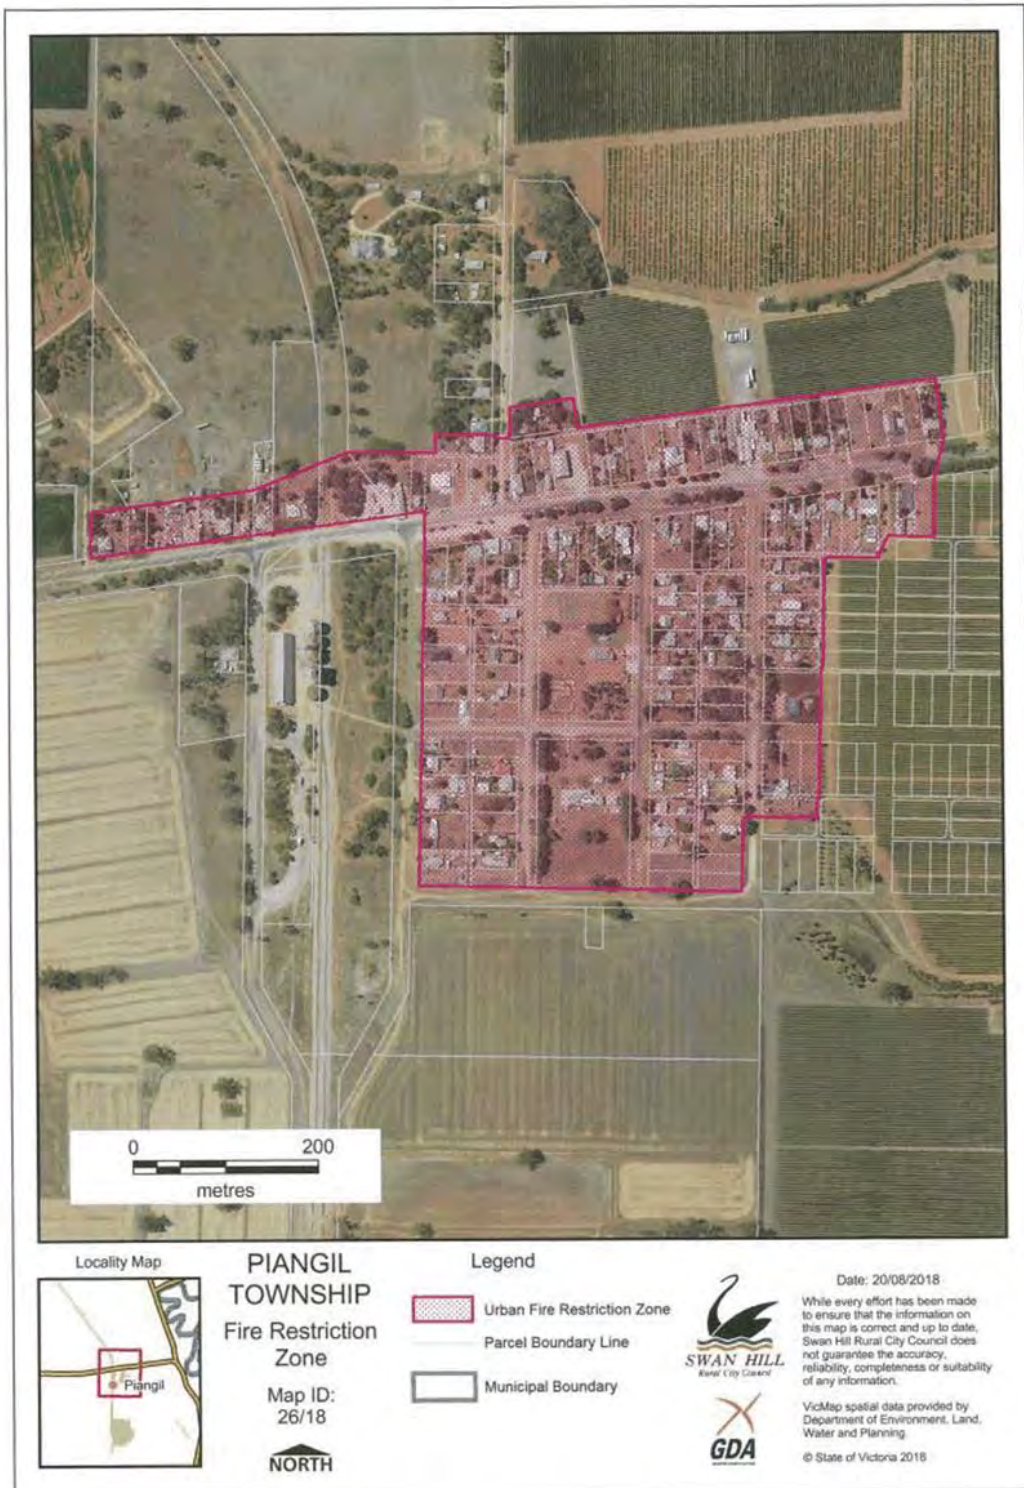 0 200
metres
Locality Map
Piangil
PIANGIL
TOWNSHIP
Fire Restriction
Zone
Map ID:
26/18
NORTH
Legend
Urban Fire Restriction Zone
Parcel Boundary Line
Municipal Boundary
SWAN HILL
Rural City Council
GDA
Date: 20/08/2018
While every effort has been made
to ensure that the information on
this map is correct and up to date,
Swan Hill Rural City Council does
not guarantee the accuracy,
reliability, completeness or suitability
of any information.
VicMap spatial data provided by
Department of Environment, Land,
Water and Planning.
© State of Victoria 2018